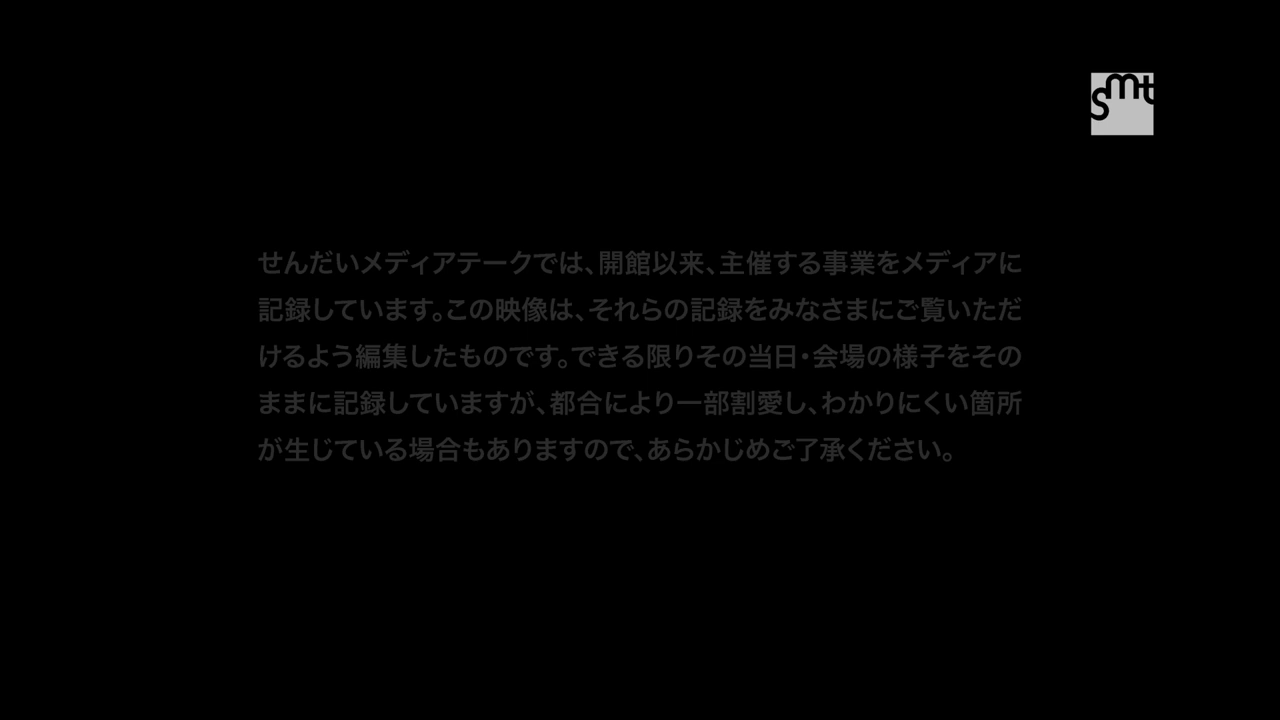 smt
せんだいメディアテークでは、開館以来、主催する事業をメディアに
記録しています。この映像は、それらの記録をみなさまにご覧いただ
けるよう編集したものです。できる限りその当日・会場の様子をその
ままに記録していますが、都合により一部割愛し、わかりにくい箇所
が生じている場合もありますので、あらかじめご了承ください。